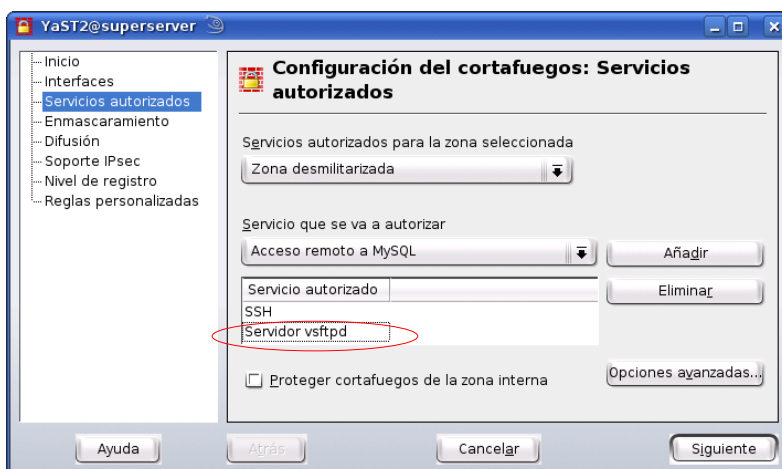 YaST2@superserver
Inicio
Interfaces
Servicios autorizados
Enmascaramiento
Difusión
Soporte IPsec
Nivel de registro
Reglas personalizadas
Configuración del cortafuegos: Servicios
autorizados
Servicios autorizados para la zona seleccionada
Zona desmilitarizada
Servicio que se va a autorizar
Acceso remoto a MySQL
Añadir
Servicio autorizado
Eliminar
SSH
Servidor vsftpd
Proteger cortafuegos de la zona interna
Opciones avanzadas...
Ayuda
Atrás
Cancelar
Siguiente